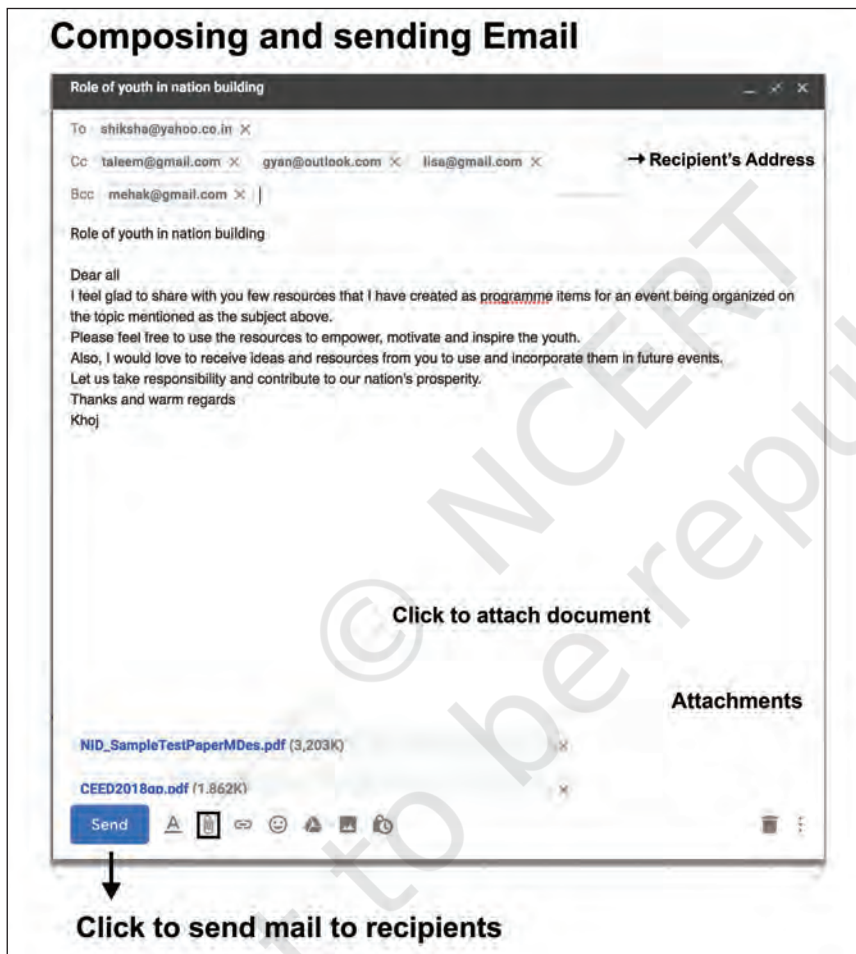 Composing and sending Email
Role of youth in nation building
To shiksha@yahoo.co.in
Cc taleem@gmail.com gyan@outlook.com lisa@gmail.com → Recipient's Address
Bcc mehak@gmail.com
Role of youth in nation building
Dear all
I feel glad to share with you few resources that I have created as programme items for an event being organized on
the topic mentioned as the subject above.
Please feel free to use the resources to empower, motivate and inspire the youth.
Also, I would love to receive ideas and resources from you to use and incorporate them in future events.
Let us take responsibility and contribute to our nation's prosperity.
Thanks and warm regards
Khoj
© NCERT
Click to attach document
Attachments
NID_SampleTestPaperMDes.pdf (3,203K)
CEED2018qp.pdf (1,862K)
Send
Click to send mail to recipients